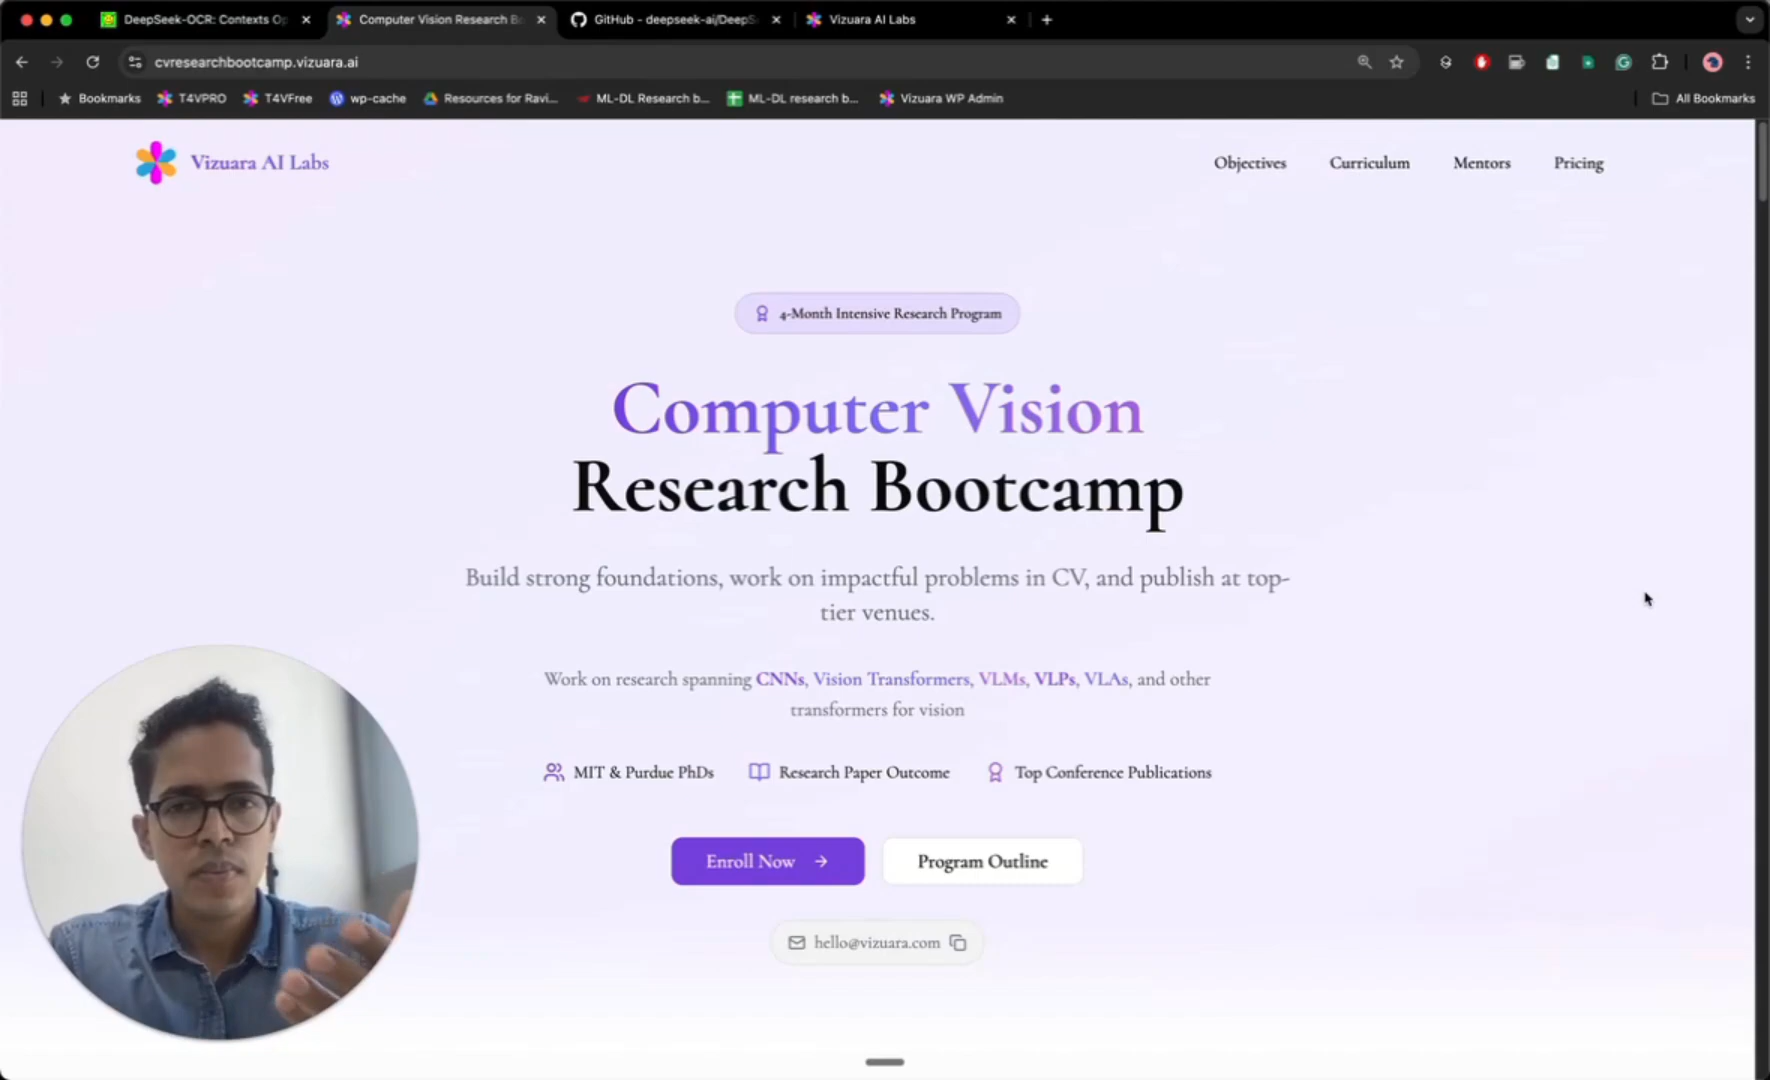 DeepSeek-OCR: Contexts Op
Computer Vision Research B
GitHub - deepseek-ai/DeepS
Vizuara AI Labs
cvresearchbootcamp.vizuara.ai
Bookmarks
T4VPRO
T4VFree
wp-cache
Resources for Ravi...
ML-DL Research b...
ML-DL research b...
Vizuara WP Admin
All Bookmarks
Vizuara AI Labs
Objectives
Curriculum
Mentors
Pricing
4-Month Intensive Research Program
Computer Vision
Research Bootcamp
Build strong foundations, work on impactful problems in CV, and publish at top-
tier venues.
Work on research spanning CNNs, Vision Transformers, VLMs, VLPs, VLAs, and other
transformers for vision
MIT & Purdue PhDs
Research Paper Outcome
Top Conference Publications
Enroll Now
Program Outline
hello@vizuara.com